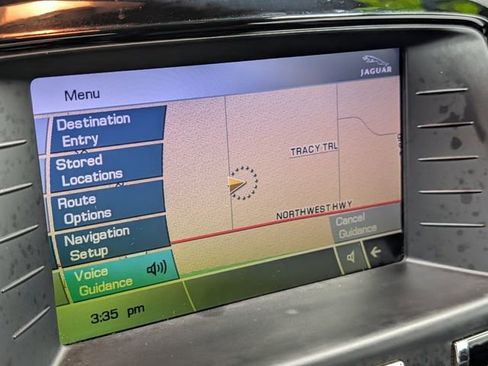 Menu
JAGUAR
Destination
Entry
Stored
Locations
Route
Options
Navigation
Setup
Voice
Guidance
TRACY TRL
NORTHWEST HWY
Cancel
Guidance
3:35 pm